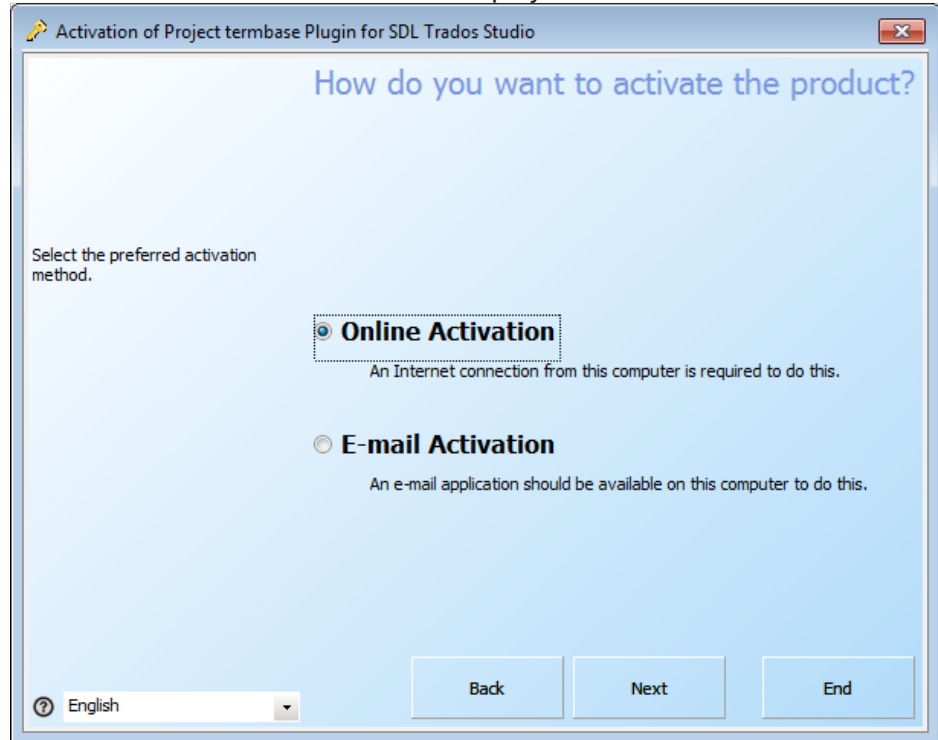 Activation of Project termbase Plugin for SDL Trados Studio
How do you want to activate the product?
Select the preferred activation
method.
Online Activation
An Internet connection from this computer is required to do this.
E-mail Activation
An e-mail application should be available on this computer to do this.
Back
Next
End
English